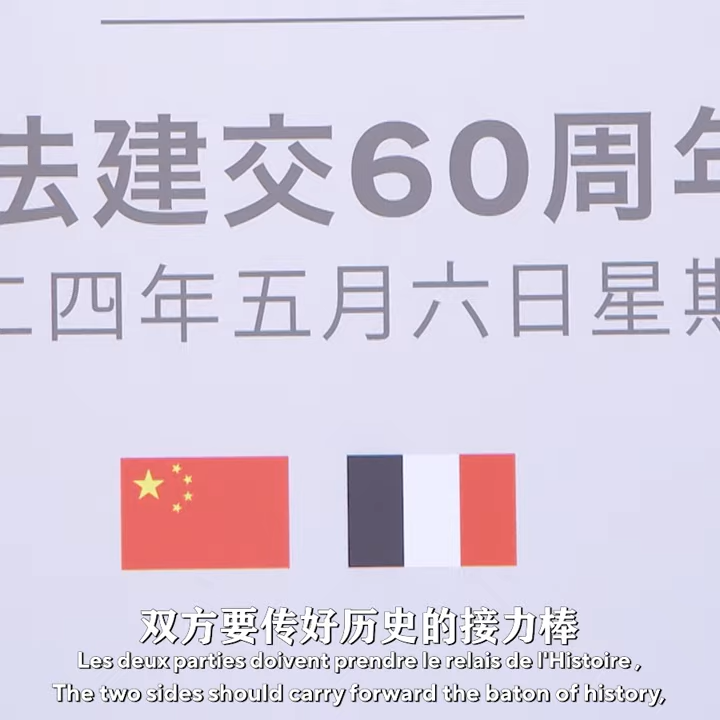 法建交60周年
二四年五月六日星期
双方要传好历史的接力棒
Les deux parties doivent prendre le relais de l'Histoire,
The two sides should carry forward the baton of history,